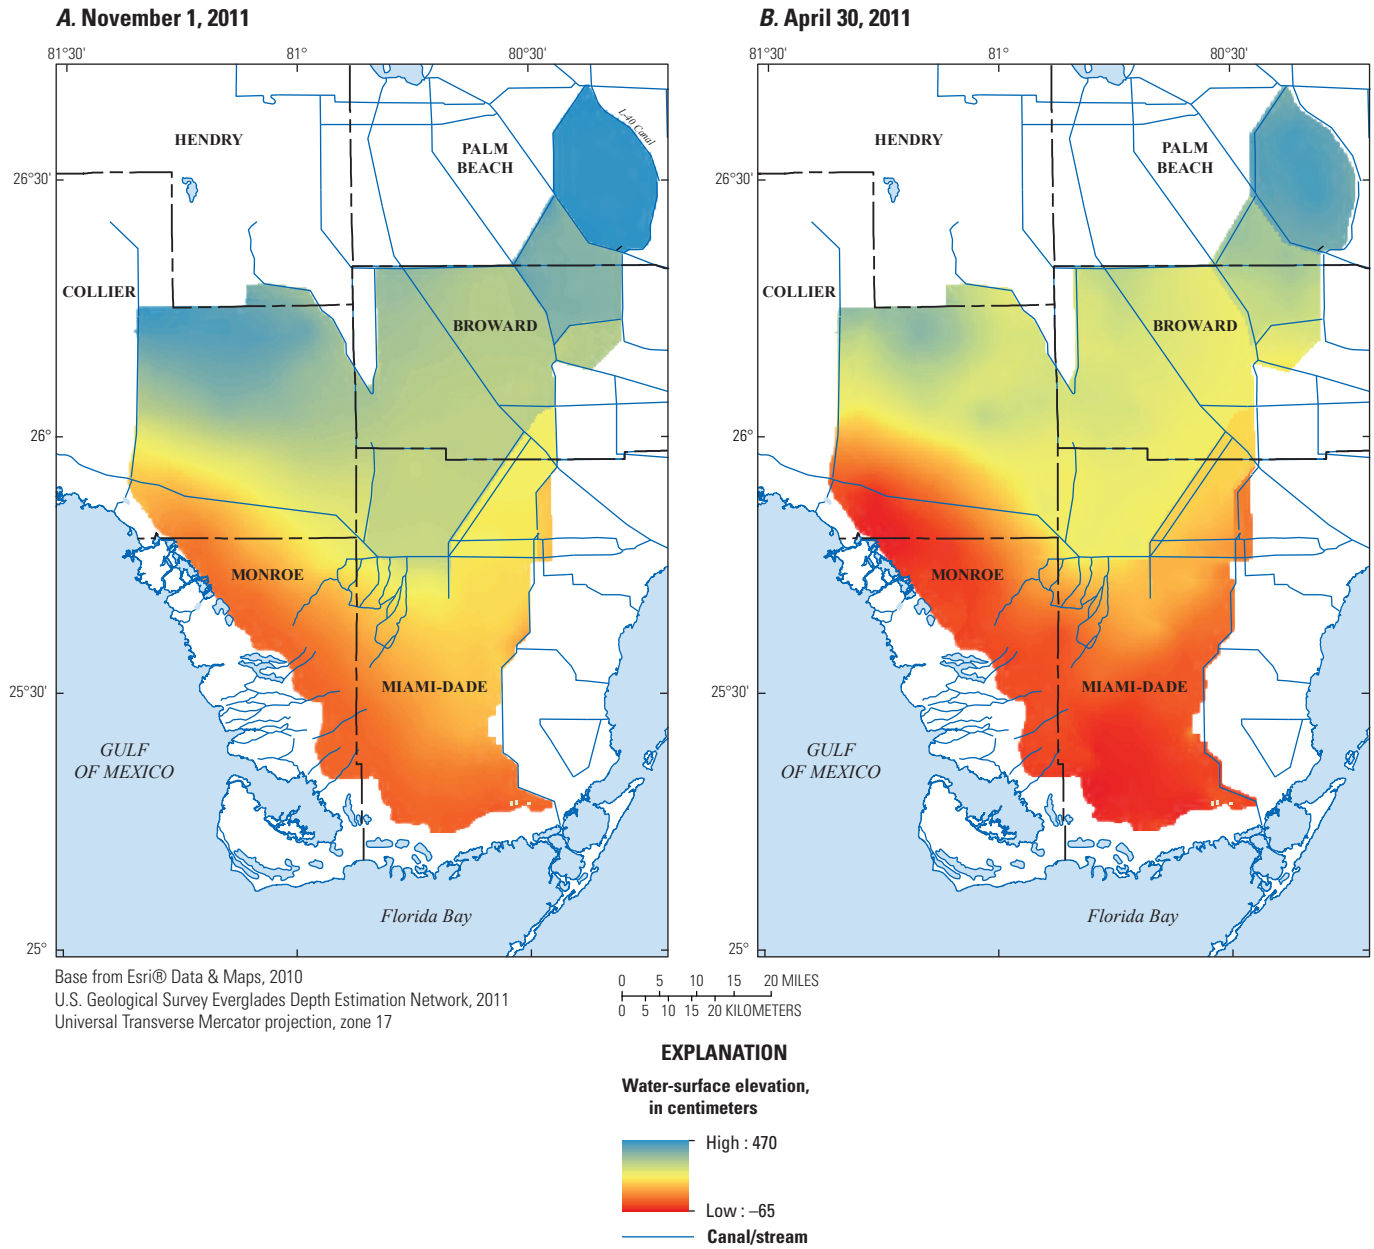 A. November 1, 2011
B. April 30, 2011
81°30'
81°
80°30'
81°30'
81°
80°30'
26°30'
26°
25°30'
25°
26°30'
26°
25°30'
25°
HENDRY
PALM
BEACH
L-40 Canal
COLLIER
BROWARD
MONROE
MIAMI-DADE
GULF
OF MEXICO
Florida Bay
HENDRY
PALM
BEACH
COLLIER
BROWARD
MONROE
MIAMI-DADE
GULF
OF MEXICO
Florida Bay
Base from Esri® Data & Maps, 2010
U.S. Geological Survey Everglades Depth Estimation Network, 2011
Universal Transverse Mercator projection, zone 17
0 5 10 15 20 MILES
0 5 10 15 20 KILOMETERS
EXPLANATION
Water-surface elevation,
in centimeters
High : 470
Low : –65
Canal/stream